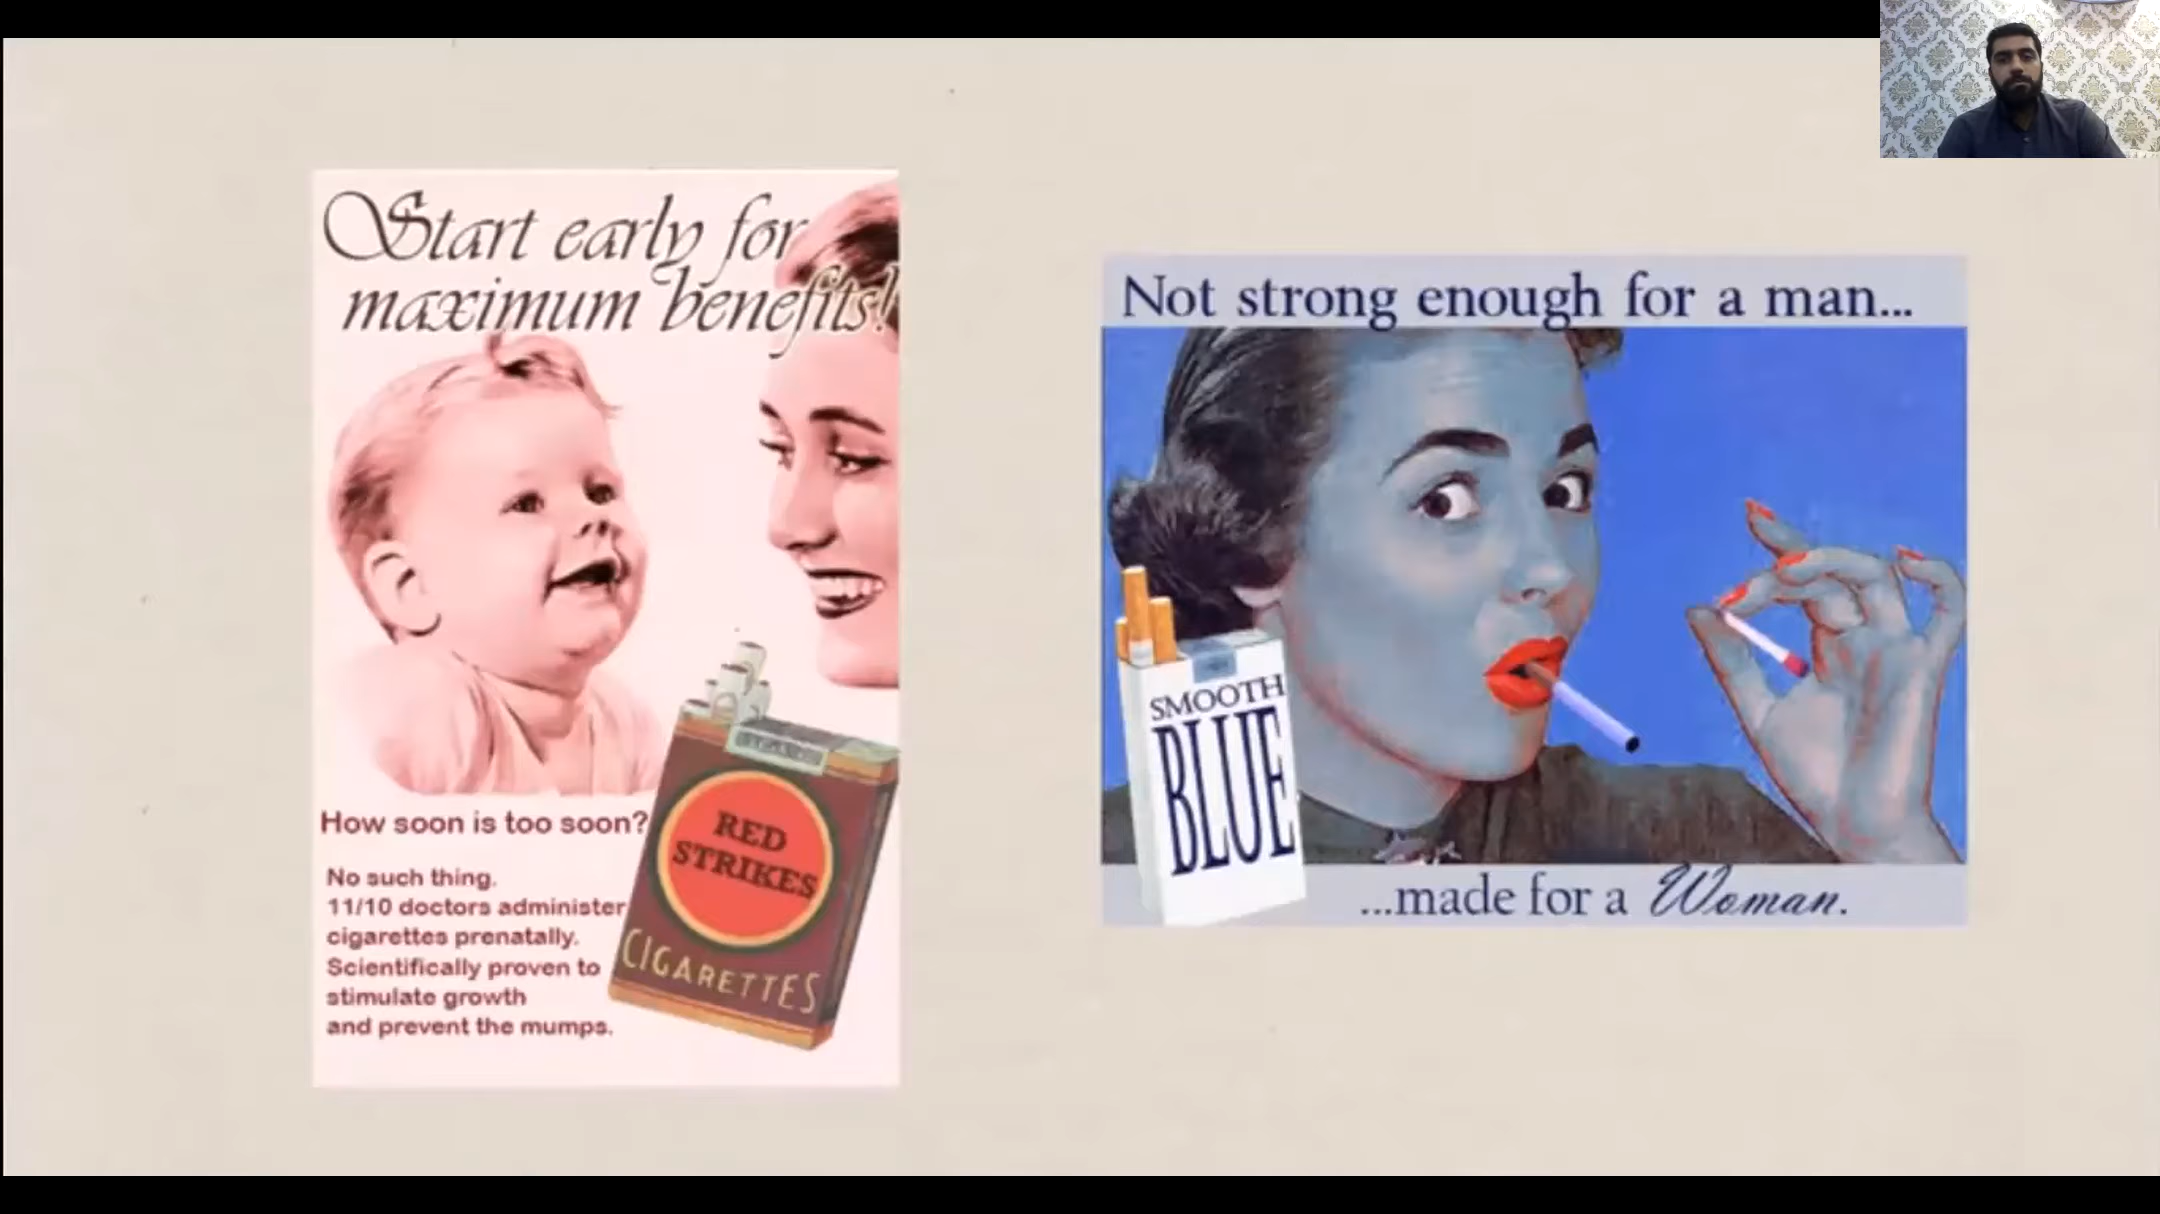 Start early for
maximum benefits!
How soon is too soon?
No such thing.
11/10 doctors administer
cigarettes prenatally.
Scientifically proven to
stimulate growth
and prevent the mumps.
RED
STRIKES
CIGARETTES
Not strong enough for a man...
SMOOTH
BLUE
...made for a Woman.